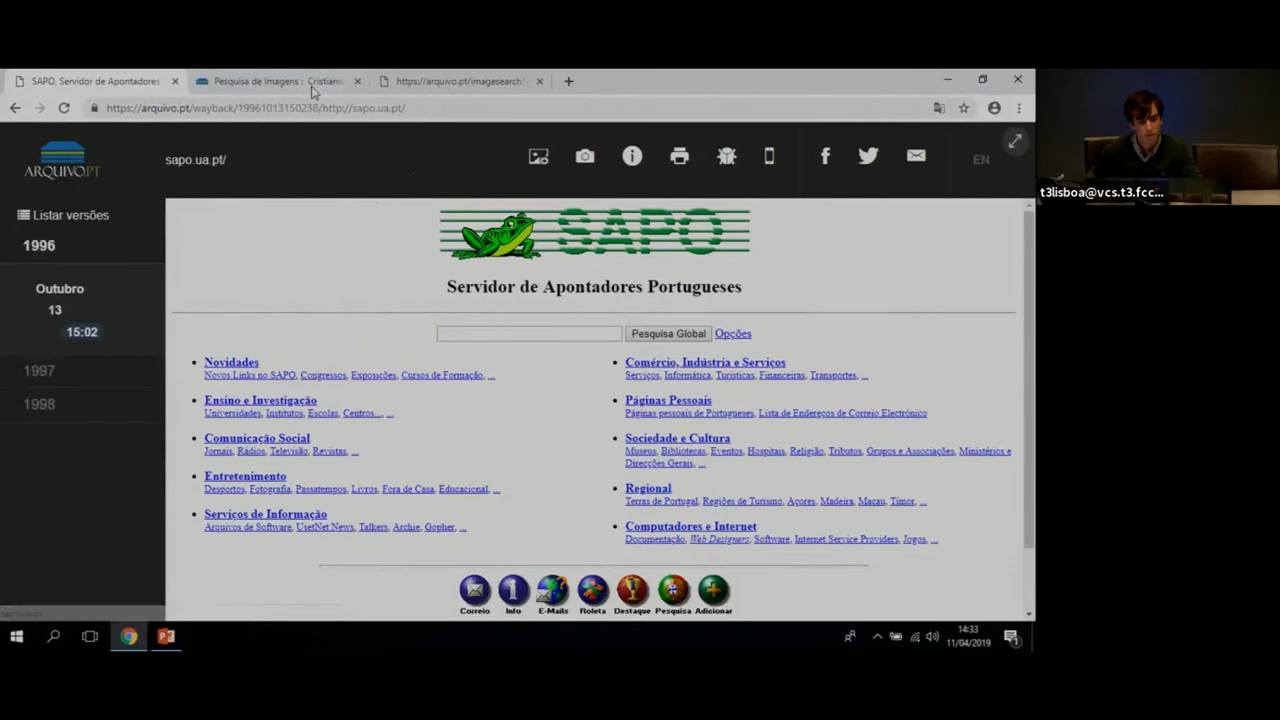 SAPO, Servidor de Apontadores
Pesquisa de Imagens : Cristiano
https://arquivo.pt/imagesearch?
https://arquivo.pt/wayback/19961013150238/http://sapo.ua.pt/
ARQUIVO.PT
sapo.ua.pt/
EN
t3lisboa@vcs.t3.fcc...
Listar versões
1996
Outubro
13
15:02
1997
1998
SAPO
Servidor de Apontadores Portugueses
Pesquisa Global Opções
Novidades
Novos Links no SAPO, Congressos, Exposições, Cursos de Formação, ...
Ensino e Investigação
Universidades, Institutos, Escolas, Centros..., ...
Comunicação Social
Jornais, Rádios, Televisão, Revistas, ...
Entretenimento
Desportos, Fotografia, Passatempos, Livros, Fora de Casa, Educacional, ...
Serviços de Informação
Arquivos de Software, UsetNet News, Talkers, Archie, Gopher, ...
Comércio, Indústria e Serviços
Serviços, Informática, Turísticas, Financeiras, Transportes, ...
Páginas Pessoais
Páginas pessoais de Portugueses, Lista de Endereços de Correio Electrónico
Sociedade e Cultura
Museus, Bibliotecas, Eventos, Hospitais, Religião, Tributos, Grupos e Associações, Ministérios e
Direcções Gerais, ...
Regional
Terras de Portugal, Regiões de Turismo, Açores, Madeira, Macau, Timor, ...
Computadores e Internet
Documentação, Web Designers, Software, Internet Service Providers, Jogos, ...
Correio Info E-Mails Roleta Destaque Pesquisa Adicionar
14:33
11/04/2019